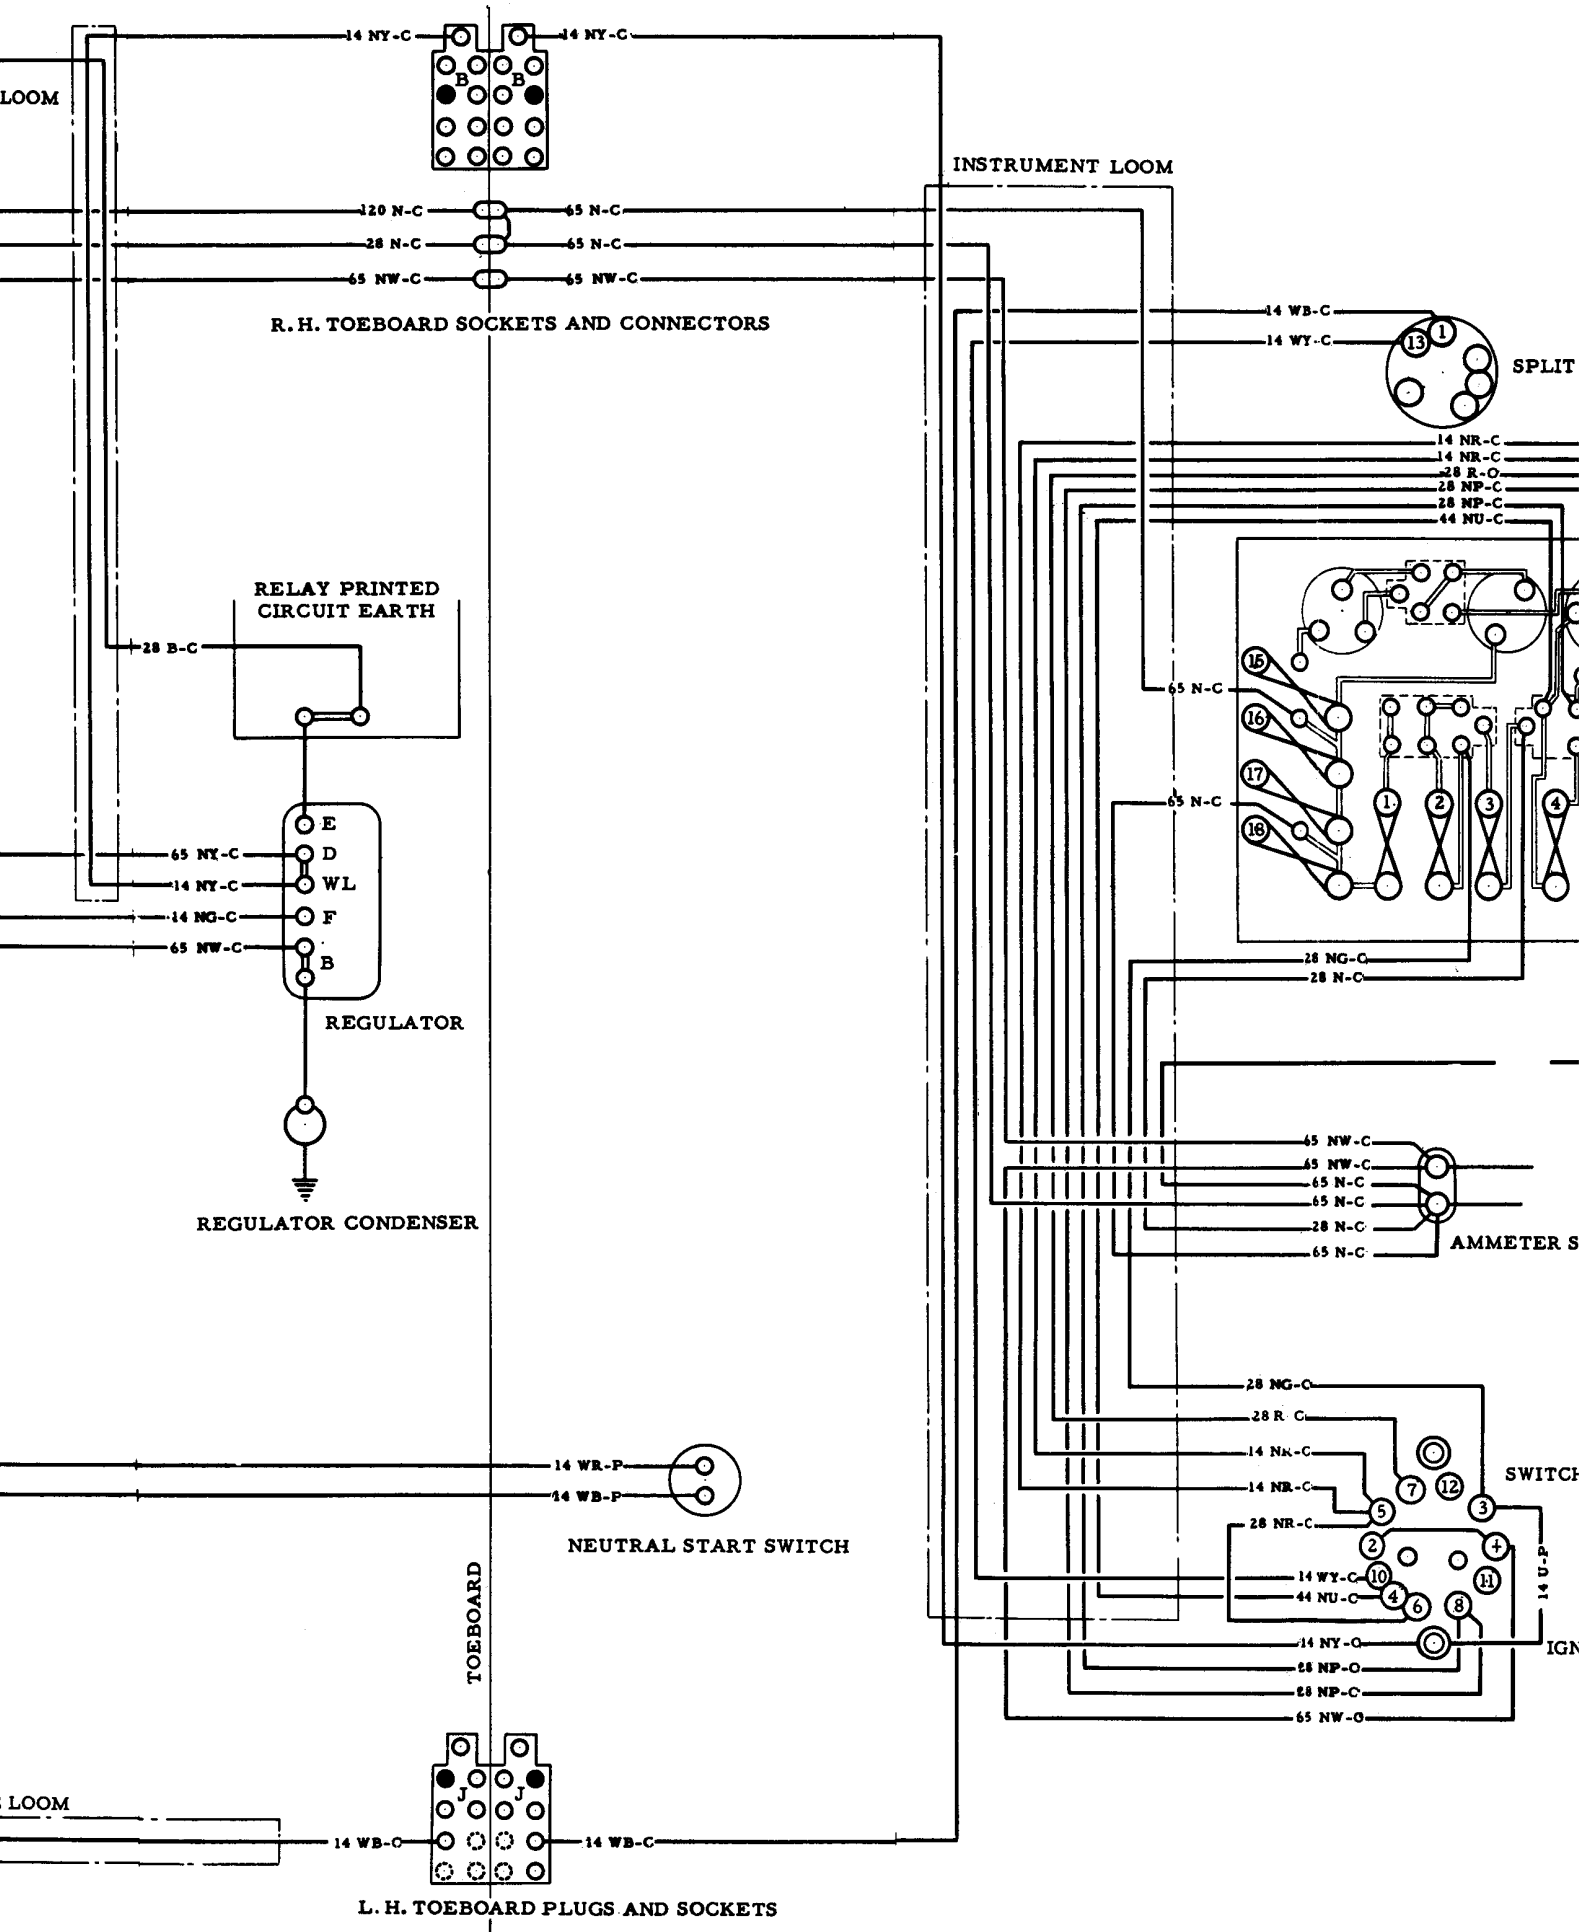 14 NY-C
14 NY-C
LOOM
B
B
INSTRUMENT LOOM
120 N-C
65 N-C
28 N-C
65 N-C
65 NW-C
65 NW-C
R.H. TOEBOARD SOCKETS AND CONNECTORS
14 WB-C
14 WY-C
13
1
SPLIT
14 NR-C
14 NR-C
28 R-C
28 NP-C
28 NP-C
44 NU-C
RELAY PRINTED
CIRCUIT EARTH
28 B-C
15
65 N-C
16
17
65 N-C
18
1
2
3
4
E
D
65 NY-C
14 NY-C
WL
14 NG-C
F
65 NW-C
B
28 NG-C
28 N-C
REGULATOR
65 NW-C
65 NW-C
65 N-C
65 N-C
28 N-C
65 N-C
AMMETER S
REGULATOR CONDENSER
28 NG-C
28 R C
14 NR-C
14 NR-C
28 NR-C
SWITCH
7
12
3
5
2
+
10
11
4
6
8
14 U-P
14 WR-P
14 WB-P
NEUTRAL START SWITCH
14 WY-C
44 NU-C
14 NY-C
28 NP-C
28 NP-C
65 NW-C
IGN
TOEBOARD
J
J
LOOM
14 WB-C
14 WB-C
L.H. TOEBOARD PLUGS AND SOCKETS